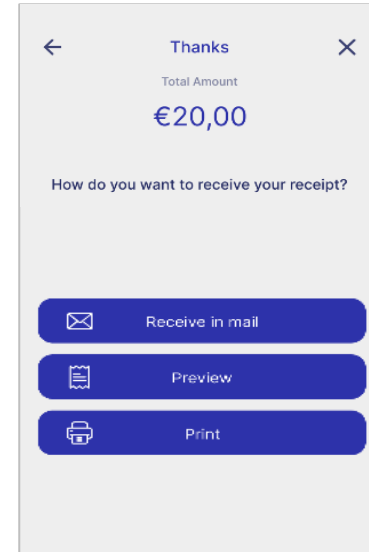 Thanks
Total Amount
€20,00
How do you want to receive your receipt?
Receive in mail
Preview
Print